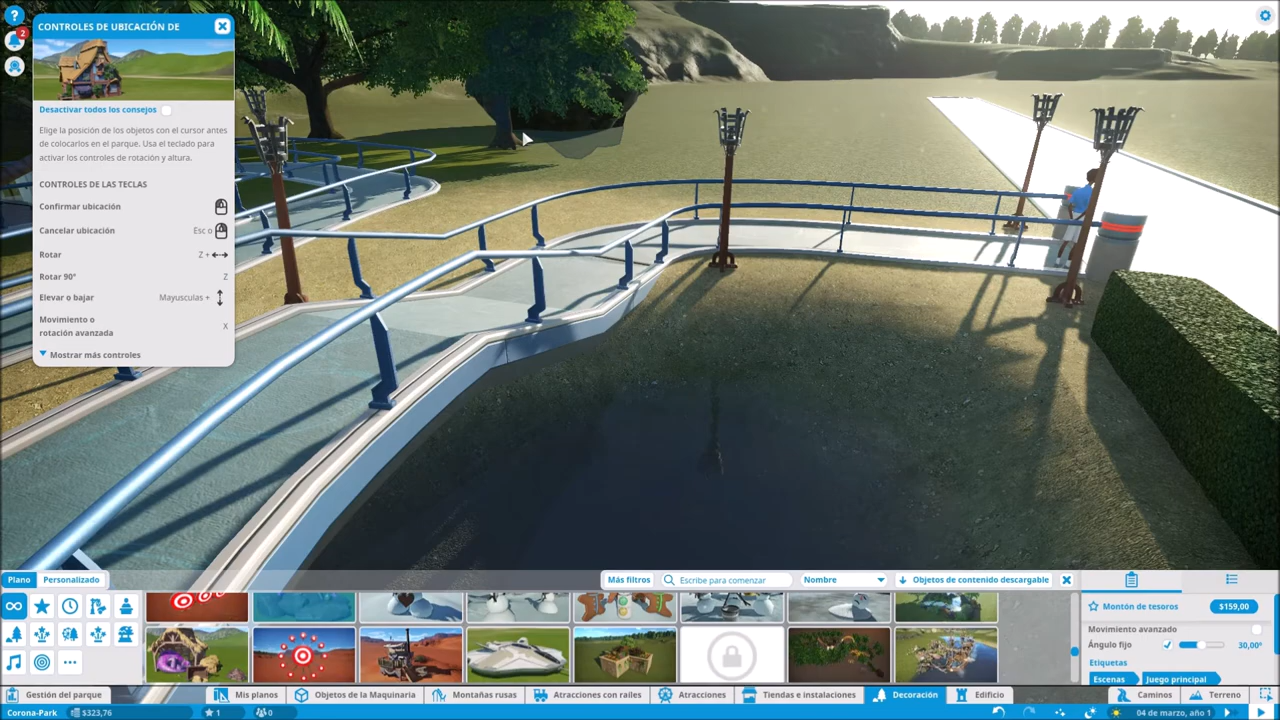 ?
2
CONTROLES DE UBICACIÓN DE
Desactivar todos los consejos
Elige la posición de los objetos con el cursor antes
de colocarlos en el parque. Usa el teclado para
activar los controles de rotación y altura.
CONTROLES DE LAS TECLAS
Confirmar ubicación
Cancelar ubicación Esc o
Rotar Z +
Rotar 90° Z
Elevar o bajar Mayusculas +
Movimiento o
rotación avanzada X
Mostrar más controles
Plano Personalizado Más filtros Escribe para comenzar Nombre Objetos de contenido descargable
Montón de tesoros $159,00
Movimiento avanzado
Ángulo fijo 30,00°
Etiquetas
Escenas Juego principal
Gestión del parque Mis planos Objetos de la Maquinaria Montañas rusas Atracciones con raíles Atracciones Tiendas e instalaciones Decoración Edificio Caminos Terreno
Corona-Park $323,76 1 0 04 de marzo, año 1